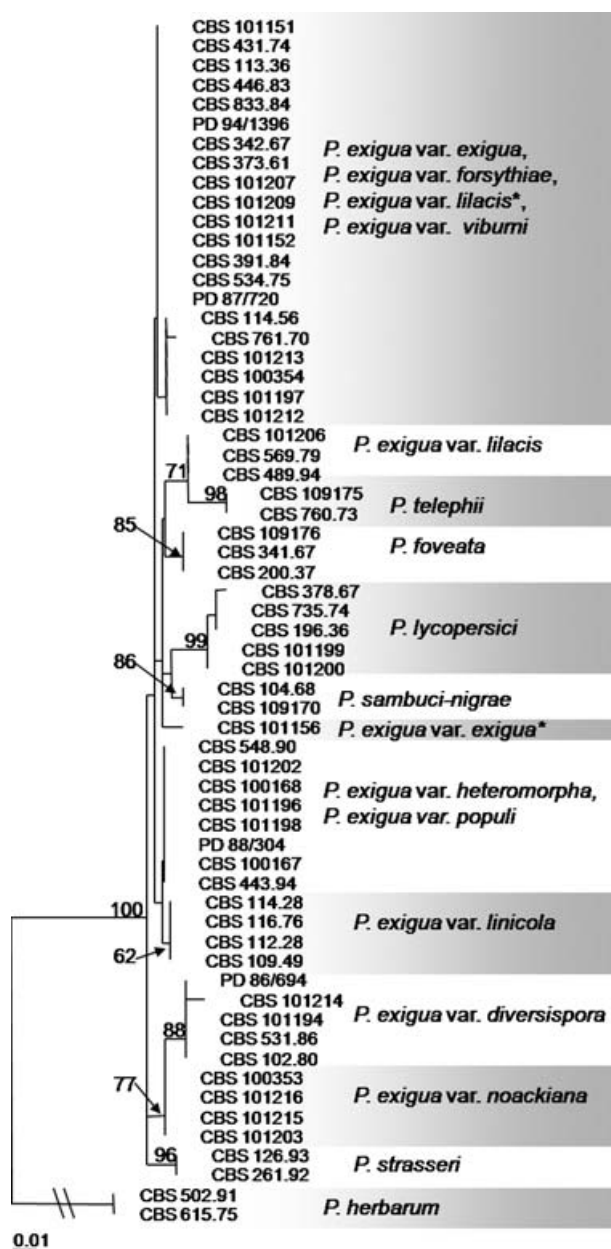 CBS 101151
CBS 431.74
CBS 113.36
CBS 446.83
CBS 833.84
PD 94/1396
CBS 342.67
CBS 373.61
CBS 101207
CBS 101209
CBS 101211
CBS 101152
CBS 391.84
CBS 534.75
PD 87/720
CBS 114.56
CBS 761.70
CBS 101213
CBS 100354
CBS 101197
CBS 101212
P. exigua var. exigua,
P. exigua var. forsythiae,
P. exigua var. lilacis*,
P. exigua var. viburni
CBS 101206
CBS 569.79
CBS 489.94
P. exigua var. lilacis
71
98
CBS 109175
CBS 760.73
P. telephii
85
CBS 109176
CBS 341.67
CBS 200.37
P. foveata
99
CBS 378.67
CBS 735.74
CBS 196.36
CBS 101199
CBS 101200
P. lycopersici
86
CBS 104.68
CBS 109170
P. sambuci-nigrae
CBS 101156
P. exigua var. exigua*
CBS 548.90
CBS 101202
CBS 100168
CBS 101196
CBS 101198
PD 88/304
CBS 100167
CBS 443.94
P. exigua var. heteromorpha,
P. exigua var. populi
100
62
CBS 114.28
CBS 116.76
CBS 112.28
CBS 109.49
P. exigua var. linicola
88
PD 86/694
CBS 101214
CBS 101194
CBS 531.86
CBS 102.80
P. exigua var. diversispora
77
CBS 100353
CBS 101216
CBS 101215
CBS 101203
P. exigua var. noackiana
96
CBS 126.93
CBS 261.92
P. strasseri
CBS 502.91
CBS 615.75
P. herbarum
0.01